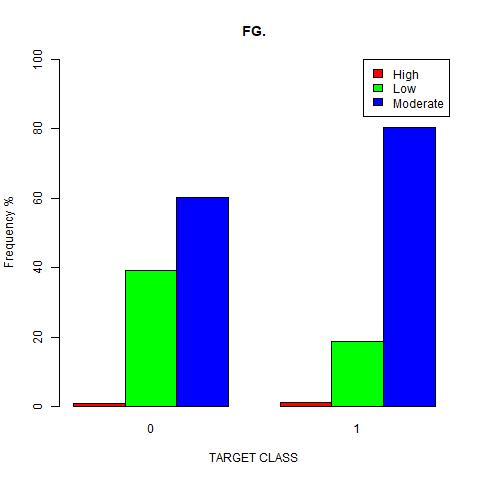 FG.
High
Low
Moderate
100
80
60
40
20
0
Frequency %
0
1
TARGET CLASS